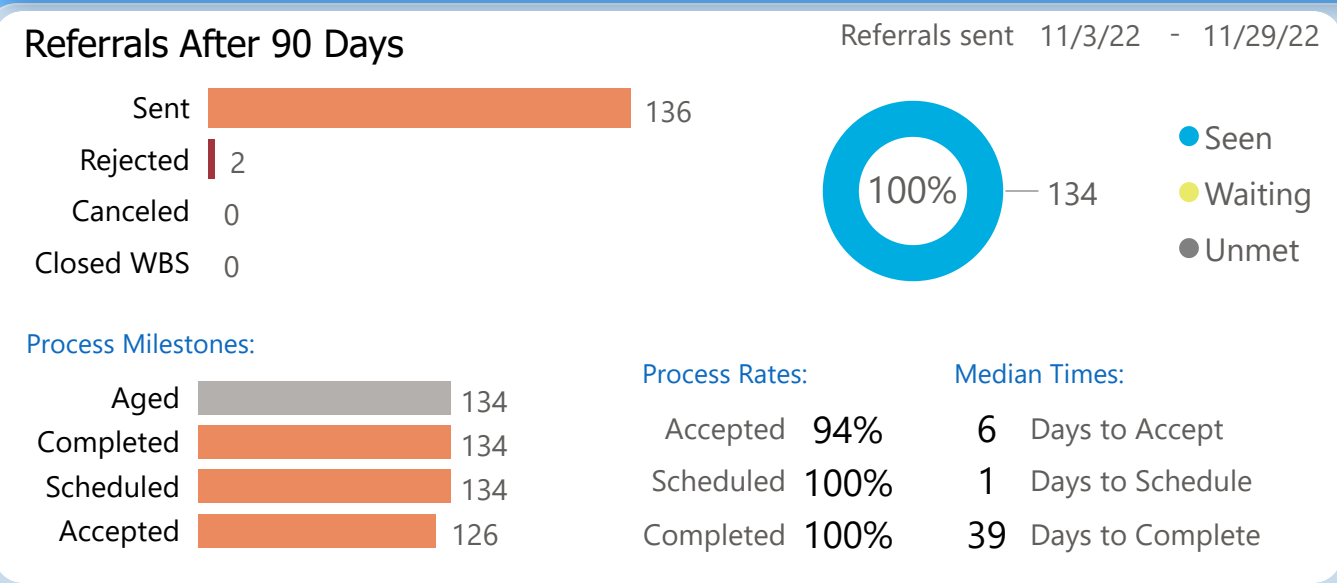 Referrals After 90 Days
Referrals sent 11/3/22 - 11/29/22
Sent 136
Rejected 2
Canceled 0
Closed WBS 0
100%
134
Seen
Waiting
Unmet
Process Milestones:
Aged 134
Completed 134
Scheduled 134
Accepted 126
Process Rates:
Accepted 94%
Scheduled 100%
Completed 100%
Median Times:
6 Days to Accept
1 Days to Schedule
39 Days to Complete